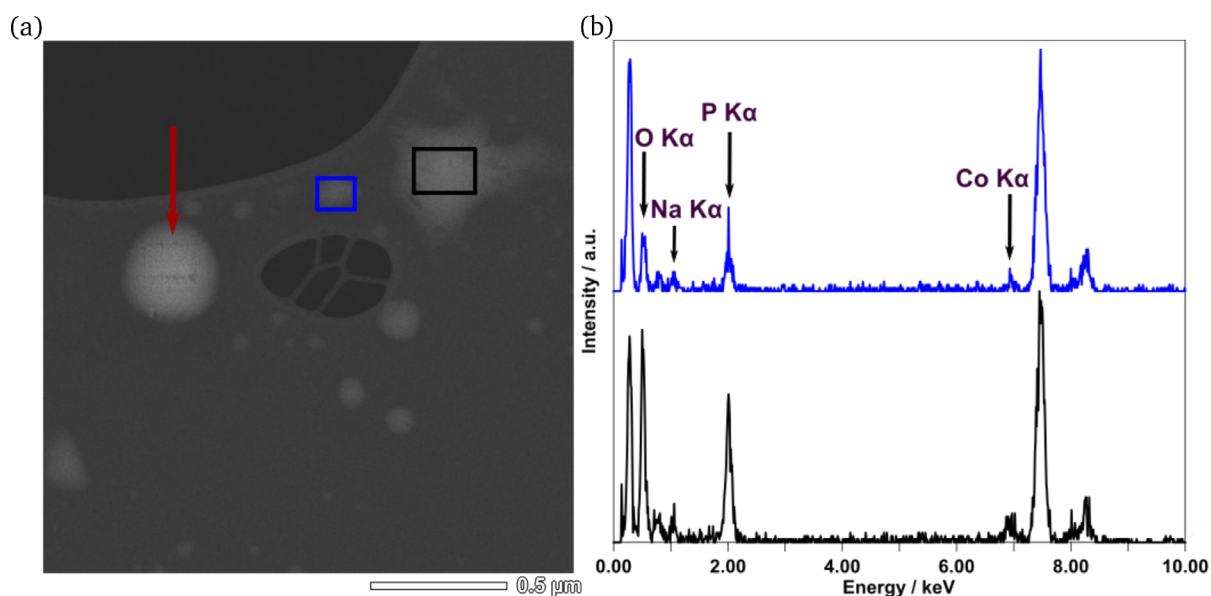 (a)
(b)
P Kα
O Kα
Co Kα
Na Kα
Intensity / a.u.
0.00 2.00 4.00 6.00 8.00 10.00
Energy / keV
0.5 μm